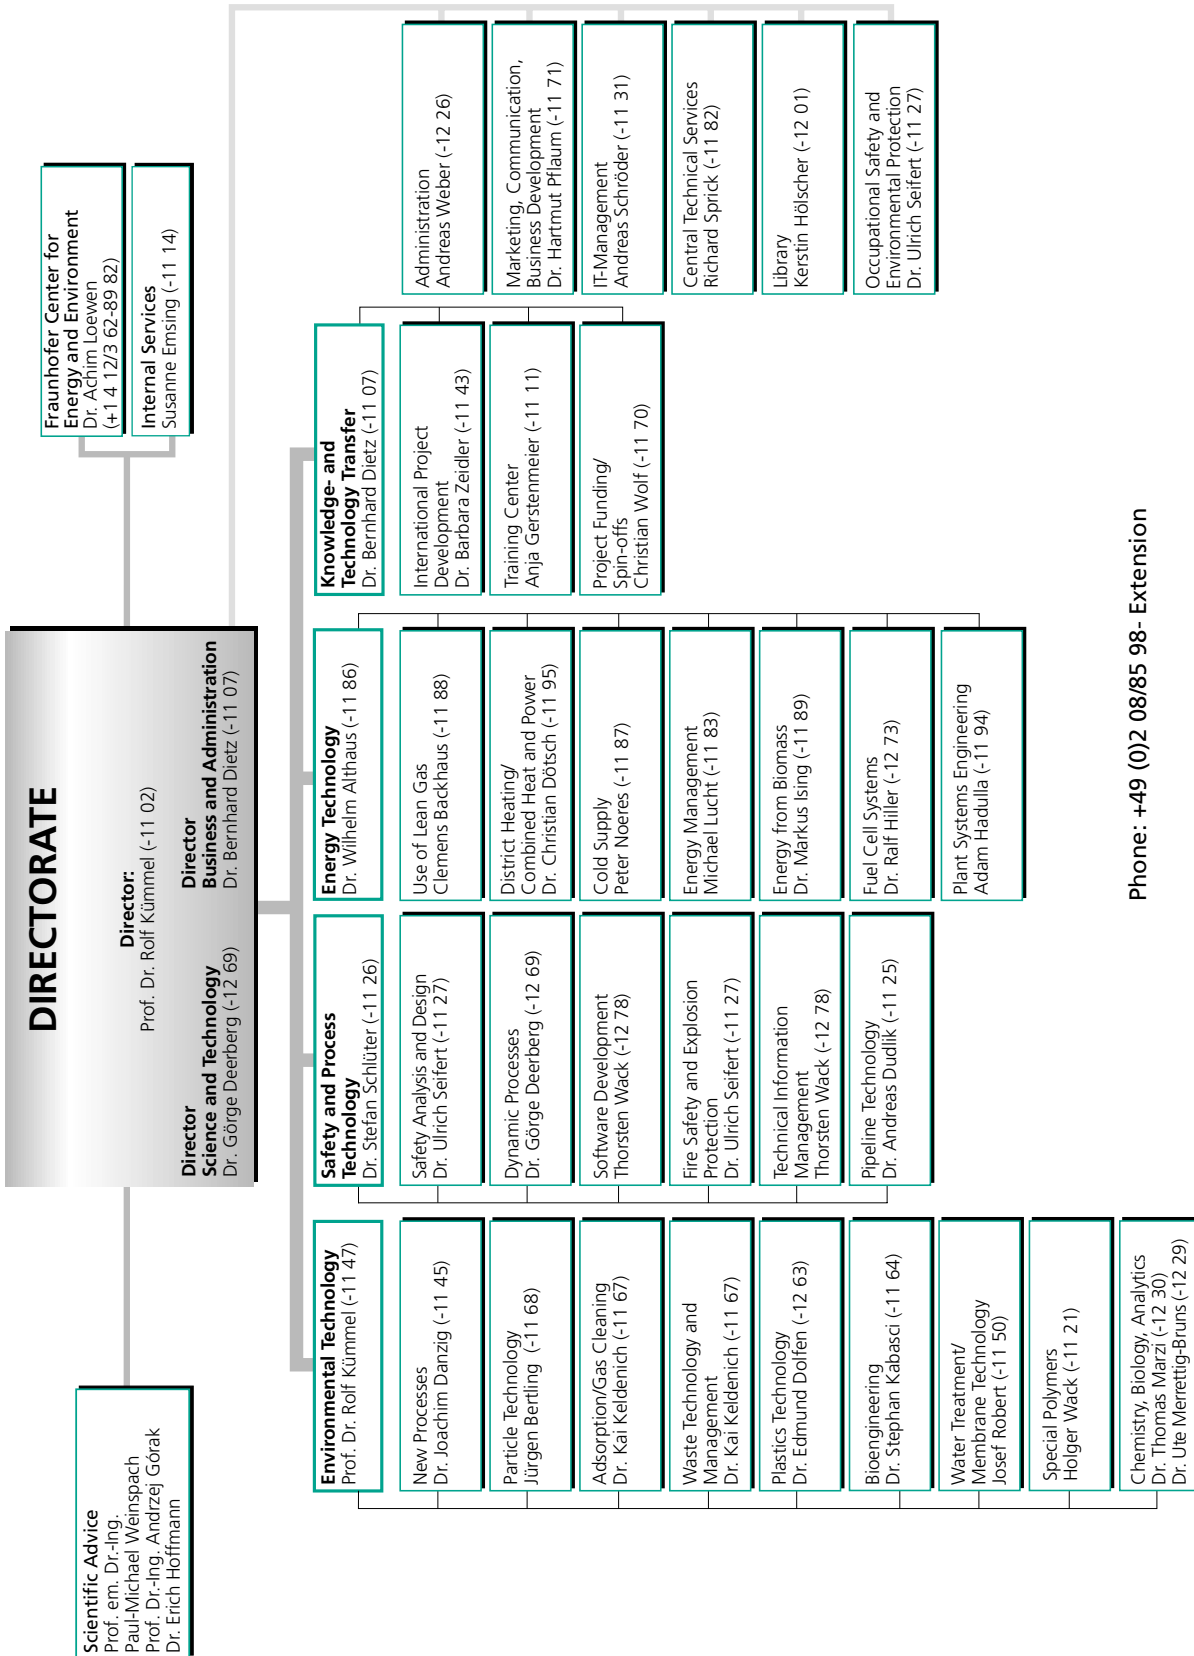 DIRECTORATE
Director:
Prof. Dr. Rolf Kümmel (-11 02)
Director
Science and Technology
Dr. Görge Deerberg (-12 69)
Director
Business and Administration
Dr. Bernhard Dietz (-11 07)
Scientific Advice
Prof. em. Dr.-Ing.
Paul-Michael Weinspach
Prof. Dr.-Ing. Andrzej Górak
Dr. Erich Hoffmann
Fraunhofer Center for
Energy and Environment
Dr. Achim Loewen
(+1 4 12/3 62-89 82)
Internal Services
Susanne Emsing (-11 14)
Environmental Technology
Prof. Dr. Rolf Kümmel (-11 47)
New Processes
Dr. Joachim Danzig (-11 45)
Particle Technology
Jürgen Bertling (-11 68)
Adsorption/Gas Cleaning
Dr. Kai Keldenich (-11 67)
Waste Technology and
Management
Dr. Kai Keldenich (-11 67)
Plastics Technology
Dr. Edmund Dolfen (-12 63)
Bioengineering
Dr. Stephan Kabasci (-11 64)
Water Treatment/
Membrane Technology
Josef Robert (-11 50)
Special Polymers
Holger Wack (-11 21)
Chemistry, Biology, Analytics
Dr. Thomas Marzi (-12 30)
Dr. Ute Merrettig-Bruns (-12 29)
Safety and Process
Technology
Dr. Stefan Schlüter (-11 26)
Safety Analysis and Design
Dr. Ulrich Seifert (-11 27)
Dynamic Processes
Dr. Görge Deerberg (-12 69)
Software Development
Thorsten Wack (-12 78)
Fire Safety and Explosion
Protection
Dr. Ulrich Seifert (-11 27)
Technical Information
Management
Thorsten Wack (-12 78)
Pipeline Technology
Dr. Andreas Dudlik (-11 25)
Energy Technology
Dr. Wilhelm Althaus (-11 86)
Use of Lean Gas
Clemens Backhaus (-11 88)
District Heating/
Combined Heat and Power
Dr. Christian Dötsch (-11 95)
Cold Supply
Peter Noeres (-11 87)
Energy Management
Michael Lucht (-11 83)
Energy from Biomass
Dr. Markus Ising (-11 89)
Fuel Cell Systems
Dr. Ralf Hiller (-12 73)
Plant Systems Engineering
Adam Hadulla (-11 94)
Knowledge- and
Technology Transfer
Dr. Bernhard Dietz (-11 07)
International Project
Development
Dr. Barbara Zeidler (-11 43)
Training Center
Anja Gerstenmeier (-11 11)
Project Funding/
Spin-offs
Christian Wolf (-11 70)
Administration
Andreas Weber (-12 26)
Marketing, Communication,
Business Development
Dr. Hartmut Pflaum (-11 71)
IT-Management
Andreas Schröder (-11 31)
Central Technical Services
Richard Sprick (-11 82)
Library
Kerstin Hölscher (-12 01)
Occupational Safety and
Environmental Protection
Dr. Ulrich Seifert (-11 27)
Phone: +49 (0)2 08/85 98- Extension